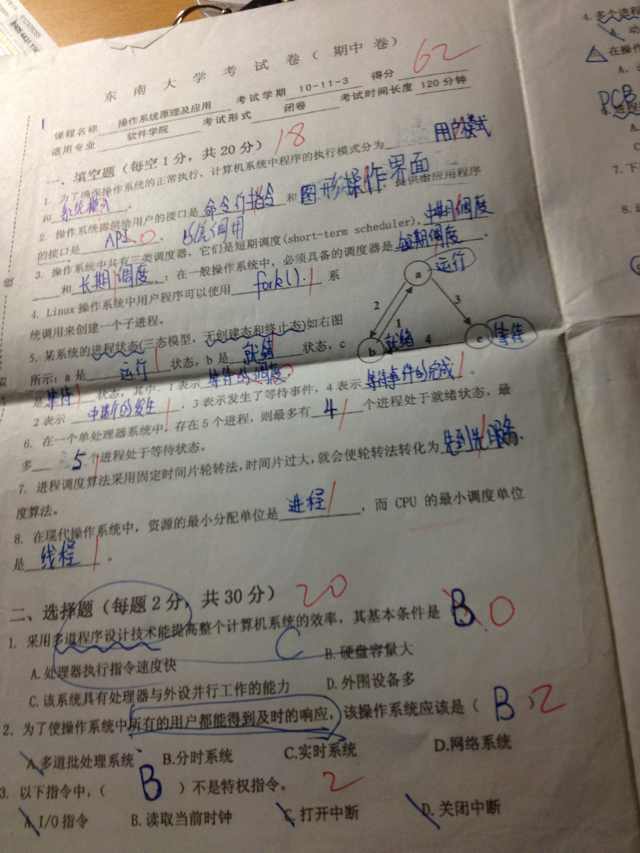 东南大学考试卷（期中卷）
62
课程名称 操作系统原理及应用 考试学期 10-11-3 得分
适用专业 软件学院 考试形式 闭卷 考试时间长度 120 分钟
一、填空题（每空1分，共20分） 18
1. 为了确保操作系统的正常执行，计算机系统中程序的执行模式分为 用户模式
和 系统模式 。
2. 操作系统提供给用户的接口是 命令行指令 和 图形操作界面 提供给应用程序
的接口是 API 0 、系统调用
3. 操作系统中共有三类调度器，它们是短期调度(short-term scheduler), 中期调度
和 长期调度 ；在一般操作系统中，必须具备的调度器是 短期调度 。
4. Linux 操作系统中用户程序可以使用 fork(). 系
统调用来创建一个子进程。
5. 某系统的进程状态(三态模型，无创建态和终止态)如右图
所示：a 是 运行 状态，b 是 就绪 状态，c
是 等待 状态，其中，1 表示 等待的调度
2 表示 中断的发生 ，3 表示发生了等待事件，4 表示 等待事件的完成 。
a 运行
2
1
3
b 就绪
4
c 等待
6. 在一个单处理器系统中，存在 5 个进程，则最多有 4 个进程处于就绪状态，最
多 5 个进程处于等待状态。
7. 进程调度算法采用固定时间片轮转法，时间片过大，就会使轮转法转化为 先到先服务.
度算法。
8. 在现代操作系统中，资源的最小分配单位是 进程 ，而 CPU 的最小调度单位
是 线程 。
二、选择题（每题2分，共30分） 20
1. 采用多道程序设计技术能提高整个计算机系统的效率，其基本条件是 B 0
C
A. 处理器执行指令速度快 B. 硬盘容量大
C. 该系统具有处理器与外设并行工作的能力 D. 外围设备多
2. 为了使操作系统中所有的用户都能得到及时的响应，该操作系统应该是（ B ） 2
A.多道批处理系统 B.分时系统 C.实时系统 D.网络系统
3. 以下指令中，（ B ）不是特权指令。 2
A. I/O 指令 B. 读取当前时钟 C. 打开中断 D. 关闭中断
4. 多个进程
A. 动
在操
PCB
7. 下